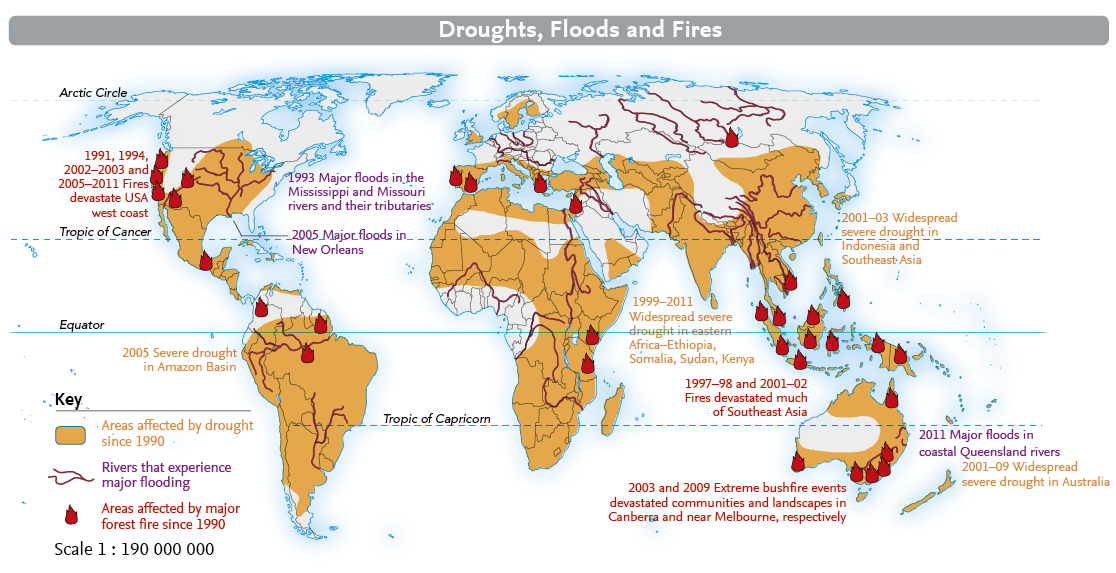 Droughts, Floods and Fires
Arctic Circle
1991, 1994,
2002–2003 and
2005–2011 Fires
devastate USA
west coast
1993 Major floods in the
Mississippi and Missouri
rivers and their tributaries
2005 Major floods in
New Orleans
Tropic of Cancer
2001–03 Widespread
severe drought in
Indonesia and
Southeast Asia
1999–2011
Widespread severe
drought in eastern
Africa–Ethiopia,
Somalia, Sudan, Kenya
Equator
2005 Severe drought
in Amazon Basin
1997–98 and 2001–02
Fires devastated much
of Southeast Asia
Tropic of Capricorn
2011 Major floods in
coastal Queensland rivers
2001–09 Widespread
severe drought in Australia
2003 and 2009 Extreme bushfire events
devastated communities and landscapes in
Canberra and near Melbourne, respectively
Key
Areas affected by drought
since 1990
Rivers that experience
major flooding
Areas affected by major
forest fire since 1990
Scale 1 : 190 000 000